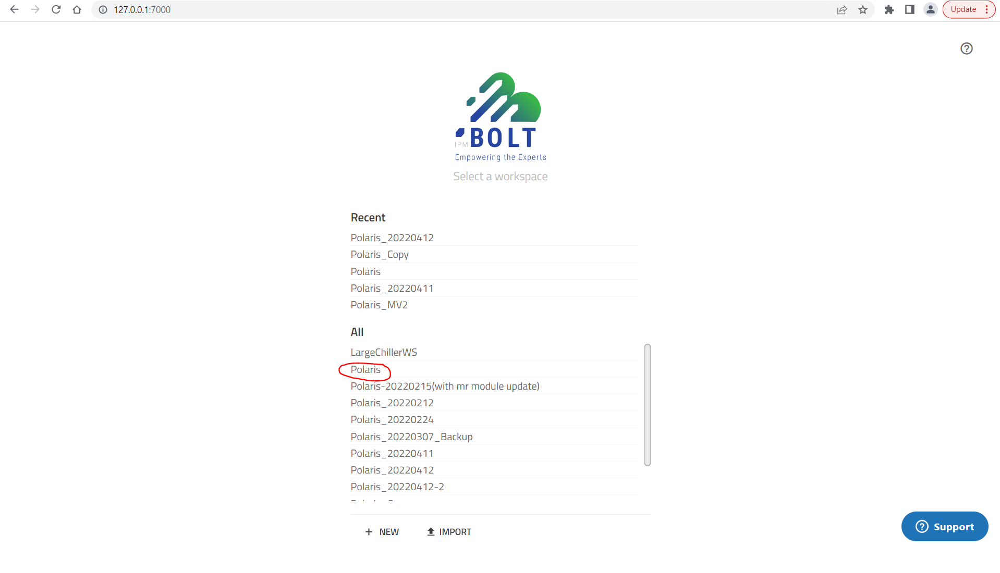 127.0.0.1:7000
Update
IPM BOLT
Empowering the Experts
Select a workspace
Recent
Polaris_20220412
Polaris_Copy
Polaris
Polaris_20220411
Polaris_MV2
All
LargeChillerWS
Polaris
Polaris-20220215(with mr module update)
Polaris_20220212
Polaris_20220224
Polaris_20220307_Backup
Polaris_20220411
Polaris_20220412
Polaris_20220412-2
+ NEW
IMPORT
Support